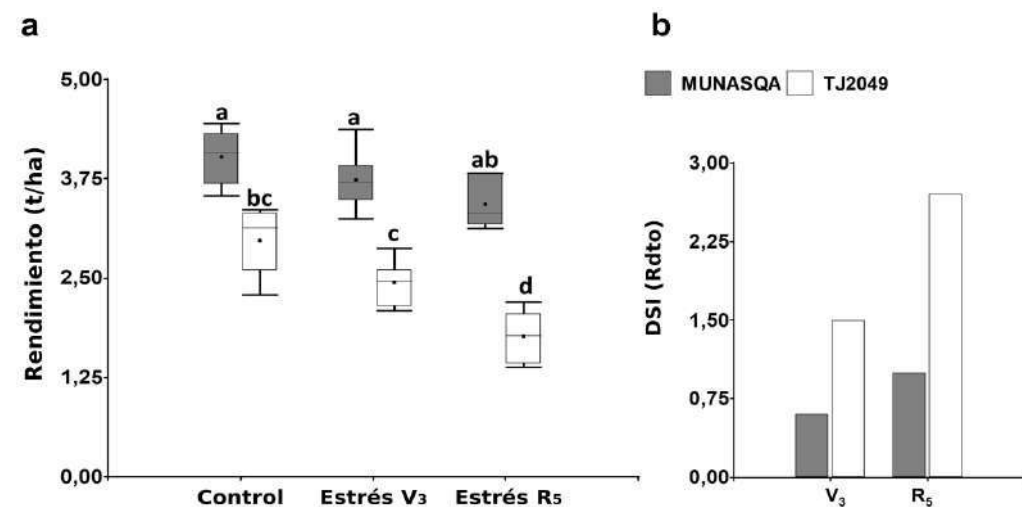 a
Rendimiento (t/ha)
5,00
3,75
2,50
1,25
0,00
a
bc
a
c
ab
d
Control
Estrés V3
Estrés R5
b
MUNASQA
TJ2049
DSI (Rdto)
3,00
2,25
1,50
0,75
0,00
V3
R5